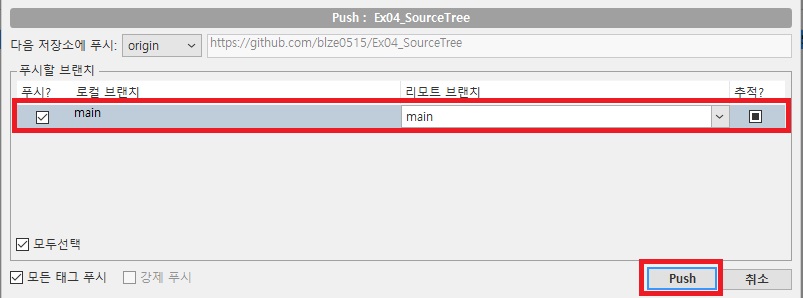 Push : Ex04_SourceTree
다음 저장소에 푸시: origin https://github.com/blze0515/Ex04_SourceTree
푸시할 브랜치
푸시? 로컬 브랜치 리모트 브랜치 추적?
main main
모두선택
모든 태그 푸시 강제 푸시 Push 취소